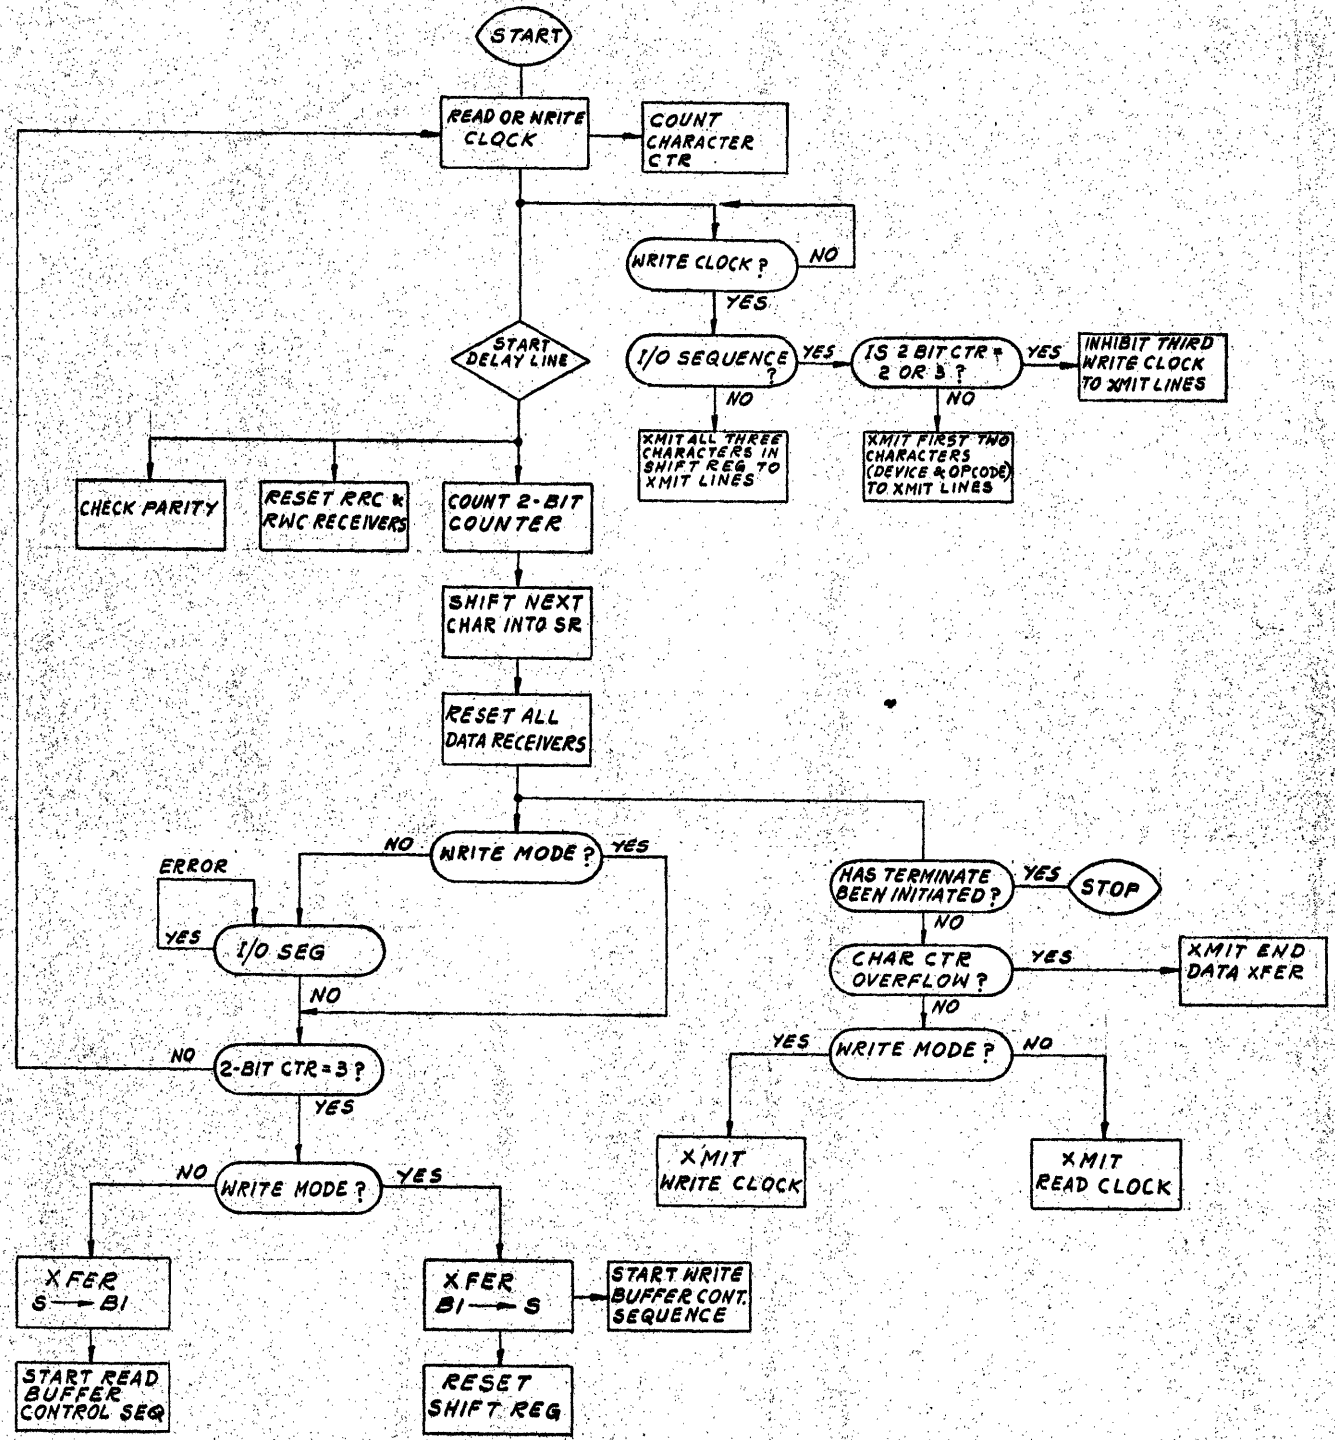 START
READ OR WRITE
CLOCK
COUNT
CHARACTER
CTR
WRITE CLOCK?
NO
YES
START
DELAY LINE
I/O SEQUENCE
?
YES
IS 2 BIT CTR =
2 OR 3 ?
YES
INHIBIT THIRD
WRITE CLOCK
TO XMIT LINES
NO
NO
XMIT ALL THREE
CHARACTERS IN
SHIFT REG TO
XMIT LINES
XMIT FIRST TWO
CHARACTERS
(DEVICE & OPCODE)
TO XMIT LINES
CHECK PARITY
RESET RRC &
RWC RECEIVERS
COUNT 2-BIT
COUNTER
SHIFT NEXT
CHAR INTO SR
RESET ALL
DATA RECEIVERS
NO
WRITE MODE?
YES
ERROR
YES
I/O SEG
NO
HAS TERMINATE
BEEN INITIATED?
YES
STOP
NO
CHAR CTR
OVERFLOW?
YES
XMIT END
DATA XFER
NO
YES
WRITE MODE?
NO
NO
2-BIT CTR=3?
YES
XMIT
WRITE CLOCK
XMIT
READ CLOCK
NO
WRITE MODE?
YES
XFER
S → B1
XFER
B1 → S
START WRITE
BUFFER CONT.
SEQUENCE
START READ
BUFFER
CONTROL SEQ
RESET
SHIFT REG